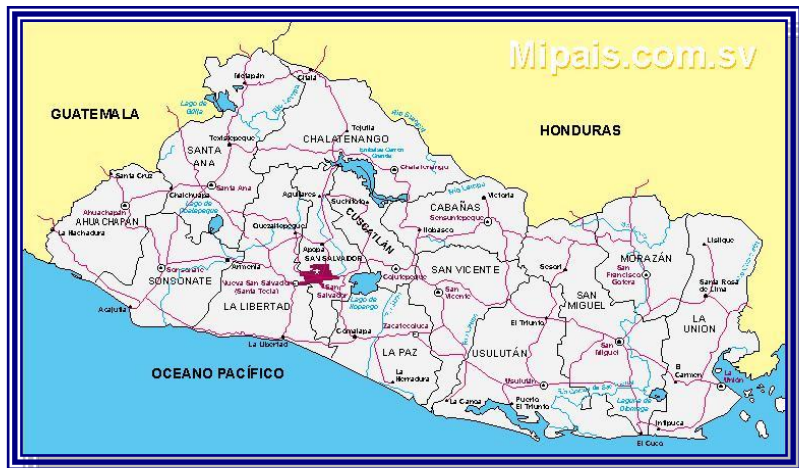 Mipais.com.sv
GUATEMALA
HONDURAS
OCEANO PACÍFICO
Citalá
Lago de
Güija
Texistepeque
SANTA
ANA
CHALATENANGO
Tejutla
Chalatenango
Santa Cruz
Chalchuapa
Santa Ana
Lago de
Coatepeque
Ahuachapán
AHUACHAPÁN
La Hachadura
Aguilares
Suchitoto
CUSCATLÁN
CABAÑAS
Sensuntepeque
Victoria
Río Lempa
Ilobasco
Quezaltepeque
Apopa
SAN SALVADOR
San
Salvador
Nueva San Salvador
(Santa Tecla)
Armenia
Sonsonate
SONSONATE
Acajutla
LA LIBERTAD
La Libertad
Cojutepeque
Lago de
Ilopango
Comalapa
Zacatecoluca
LA PAZ
La
Herradura
SAN VICENTE
San
Vicente
Sesori
MORAZÁN
San
Francisco
Gotera
SAN
MIGUEL
San
Miguel
Lislique
Santa Rosa
de Lima
LA
UNION
La
Unión
El
Carmen
El Triunfo
USULUTÁN
Usulután
La Canoa
Puerto
El Triunfo
Laguna de
Olomega
Intipuca
El Cuco